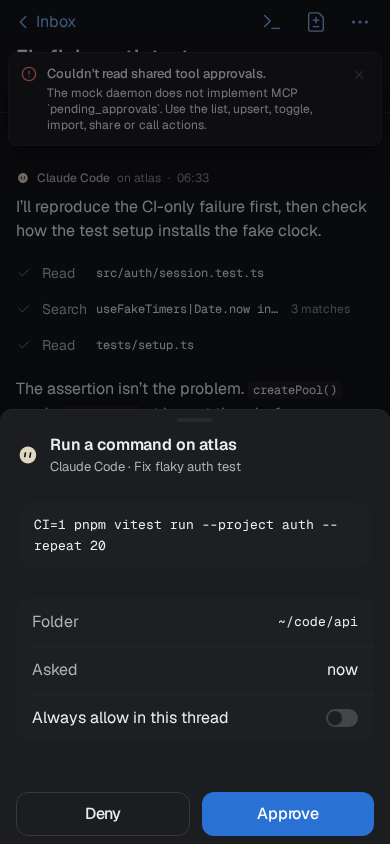 Inbox
Couldn't read shared tool approvals.
The mock daemon does not implement MCP
`pending_approvals`. Use the list, upsert, toggle,
import, share or call actions.
Claude Code on atlas · 06:33
I'll reproduce the CI-only failure first, then check
how the test setup installs the fake clock.
Read src/auth/session.test.ts
Search useFakeTimers|Date.now in… 3 matches
Read tests/setup.ts
The assertion isn't the problem. createPool()
Run a command on atlas
Claude Code · Fix flaky auth test
CI=1 pnpm vitest run --project auth --
repeat 20
Folder ~/code/api
Asked now
Always allow in this thread
Deny Approve